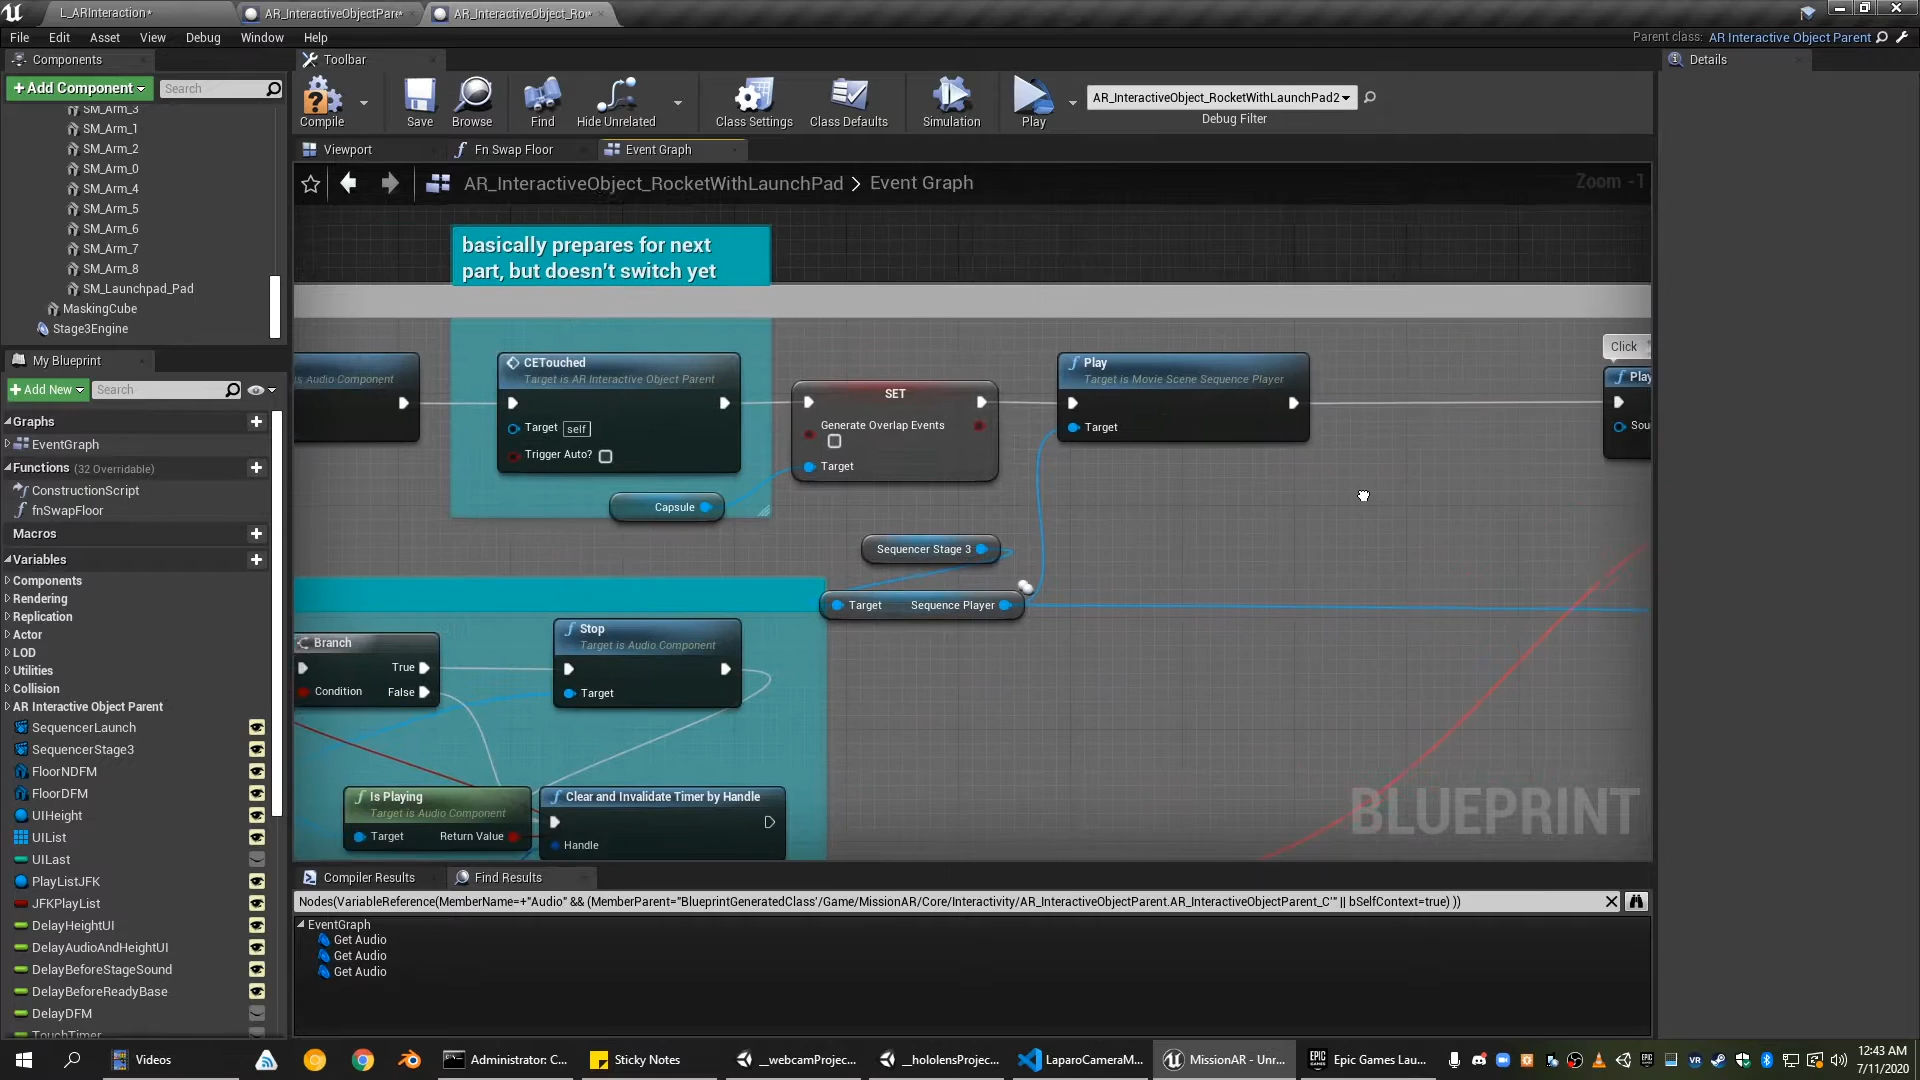 L_ARInteraction*
AR_InteractiveObjectPare*
AR_InteractiveObject_Ro*
File Edit Asset View Debug Window Help
Parent class: AR Interactive Object Parent
Components
Toolbar
Details
+Add Component
Search
Compile
Save
Browse
Find
Hide Unrelated
Class Settings
Class Defaults
Simulation
Play
AR_InteractiveObject_RocketWithLaunchPad2
Debug Filter
SM_Arm_3
SM_Arm_1
SM_Arm_2
SM_Arm_0
SM_Arm_4
SM_Arm_5
SM_Arm_6
SM_Arm_7
SM_Arm_8
SM_Launchpad_Pad
MaskingCube
Stage3Engine
Viewport
Fn Swap Floor
Event Graph
AR_InteractiveObject_RocketWithLaunchPad > Event Graph
Zoom -1
basically prepares for next
part, but doesn't switch yet
is Audio Component
CETouched
Target is AR Interactive Object Parent
Target self
Trigger Auto?
Capsule
SET
Generate Overlap Events
Target
Play
Target is Movie Scene Sequence Player
Target
Click
Play
Sou
Sequencer Stage 3
Target Sequence Player
Branch
True
Condition False
Stop
Target is Audio Component
Target
Is Playing
Target is Audio Component
Target Return Value
Clear and Invalidate Timer by Handle
Handle
BLUEPRINT
My Blueprint
+Add New
Search
Graphs
EventGraph
Functions (32 Overridable)
ConstructionScript
fnSwapFloor
Macros
Variables
Components
Rendering
Replication
Actor
LOD
Utilities
Collision
AR Interactive Object Parent
SequencerLaunch
SequencerStage3
FloorNDFM
FloorDFM
UIHeight
UIList
UILast
PlayListJFK
JFKPlayList
DelayHeightUI
DelayAudioAndHeightUI
DelayBeforeStageSound
DelayBeforeReadyBase
DelayDFM
TouchTimer
Compiler Results
Find Results
Nodes(VariableReference(MemberName=+"Audio" && (MemberParent="BlueprintGeneratedClass'/Game/MissionAR/Core/Interactivity/AR_InteractiveObjectParent.AR_InteractiveObjectParent_C'" || bSelfContext=true) ))
EventGraph
Get Audio
Get Audio
Get Audio
Videos
Administrator: C...
Sticky Notes
__webcamProjec...
__hololensProjec...
LaparoCameraM...
MissionAR - Unr...
Epic Games Lau...
12:43 AM
7/11/2020